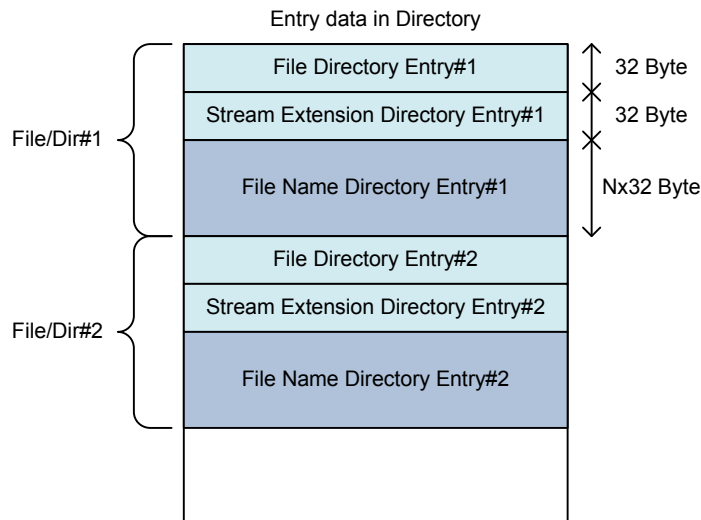 Entry data in Directory
File Directory Entry#1
32 Byte
Stream Extension Directory Entry#1
32 Byte
File/Dir#1
File Name Directory Entry#1
Nx32 Byte
File Directory Entry#2
Stream Extension Directory Entry#2
File/Dir#2
File Name Directory Entry#2